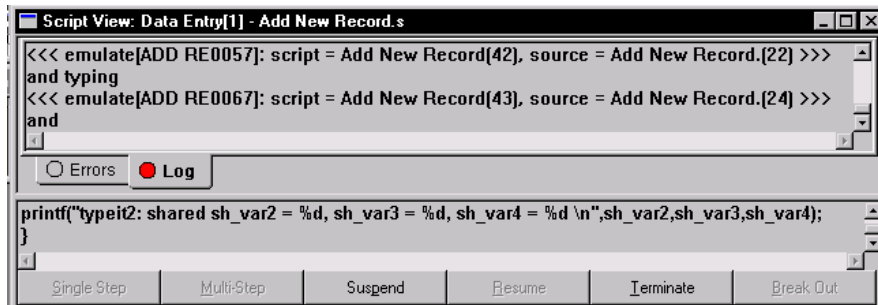 Script View: Data Entry[1] - Add New Record.s
<<< emulate[ADD RE0057]: script = Add New Record(42), source = Add New Record.(22) >>>
and typing
<<< emulate[ADD RE0067]: script = Add New Record(43), source = Add New Record.(24) >>>
and
Errors Log
printf("typeit2: shared sh_var2 = %d, sh_var3 = %d, sh_var4 = %d \n",sh_var2,sh_var3,sh_var4);
}
Single Step Multi-Step Suspend Resume Terminate Break Out